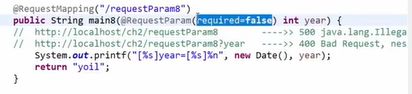 @RequestMapping("/requestParam8")
public String main8(@RequestParam(required=false) int year) {
// http://localhost/ch2/requestParam8 ---->> 500 java.lang.Illega
// http://localhost/ch2/requestParam8?year ---->> 400 Bad Request, nes
System.out.printf("[%s]year=[%s]%n", new Date(), year);
return "yoil";
}